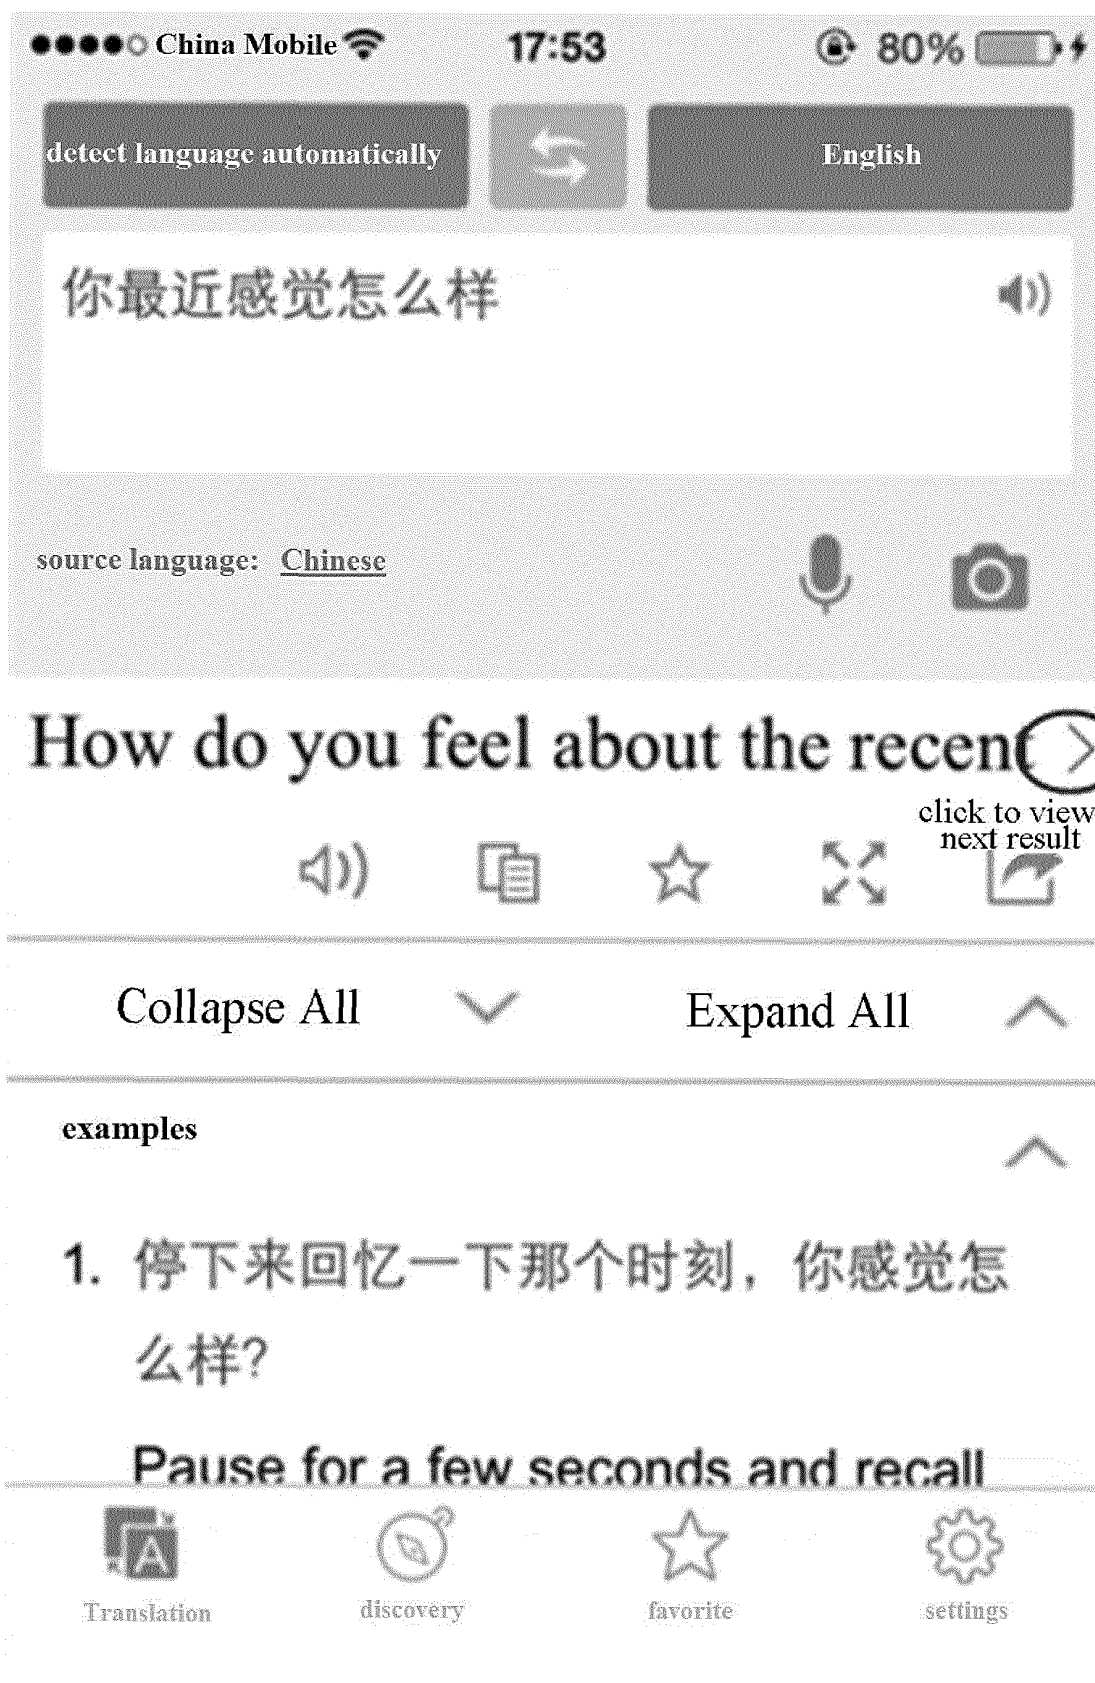 China Mobile 17:53 80%
detect language automatically English
你最近感觉怎么样
source language: Chinese
How do you feel about the recent
click to view
next result
Collapse All Expand All
examples
1. 停下来回忆一下那个时刻，你感觉怎
么样?
Pause for a few seconds and recall
Translation discovery favorite settings